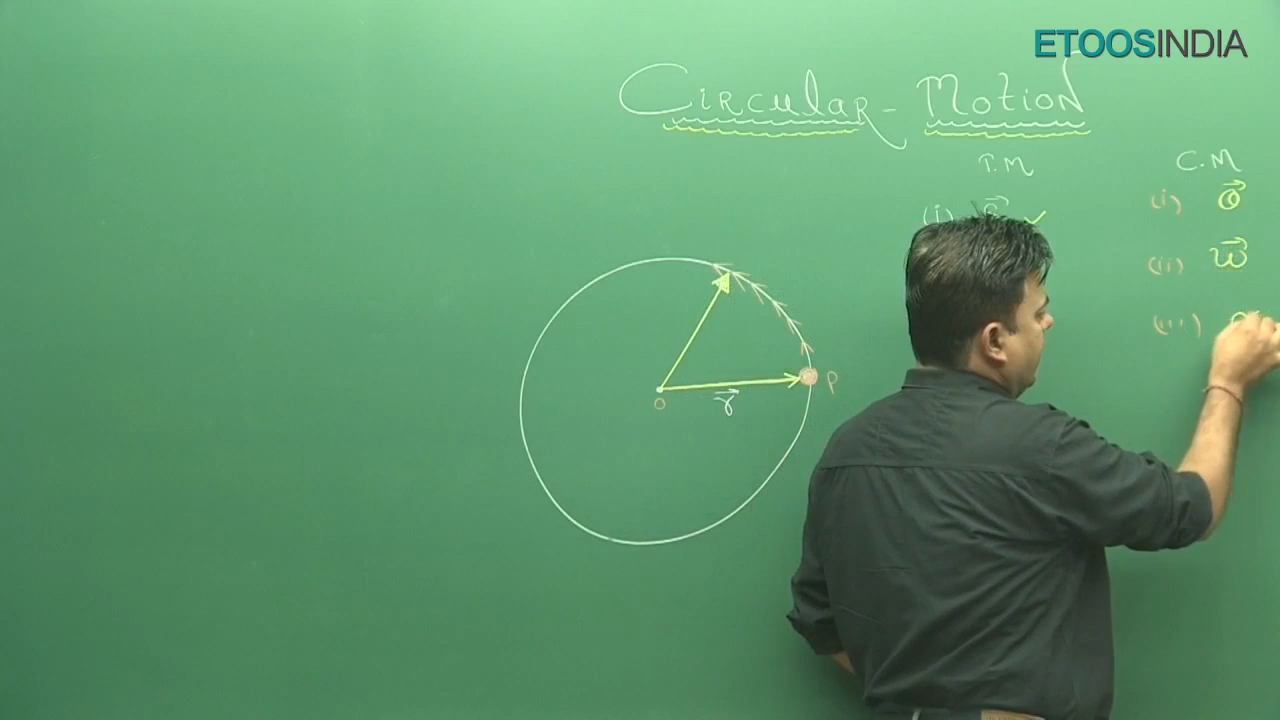 ETOOSINDIA
CIRCULAR - MOTION
T.M
C.M
(i)
(i) θ⃗
(ii) ω⃗
(iii)
O
r⃗
P